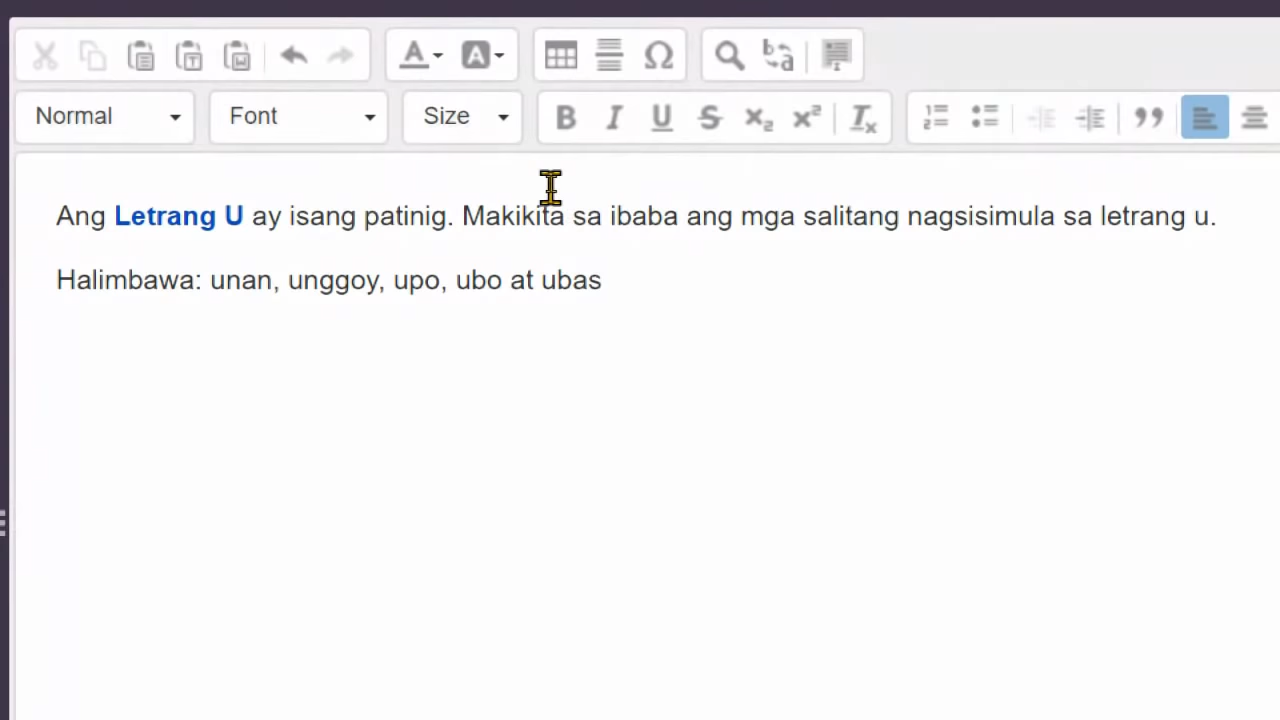 Normal Font Size
Ang Letrang U ay isang patinig. Makikita sa ibaba ang mga salitang nagsisimula sa letrang u.
Halimbawa: unan, unggoy, upo, ubo at ubas